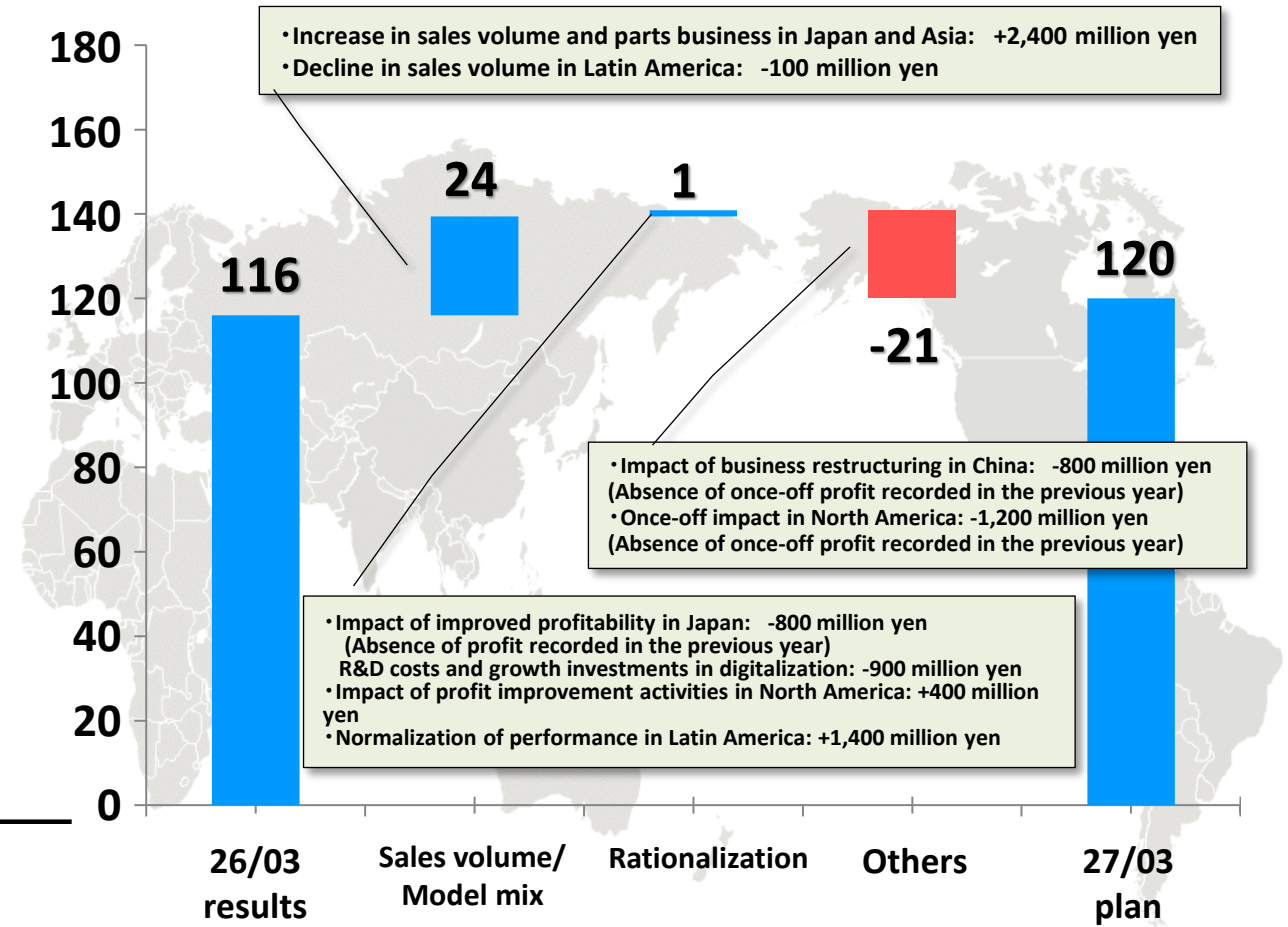 ・Increase in sales volume and parts business in Japan and Asia: +2,400 million yen
・Decline in sales volume in Latin America: -100 million yen
180
160
140
120
100
80
60
40
20
0
116
24
1
-21
120
・Impact of business restructuring in China: -800 million yen
(Absence of once-off profit recorded in the previous year)
・Once-off impact in North America: -1,200 million yen
(Absence of once-off profit recorded in the previous year)
・Impact of improved profitability in Japan: -800 million yen
(Absence of profit recorded in the previous year)
R&D costs and growth investments in digitalization: -900 million yen
・Impact of profit improvement activities in North America: +400 million
yen
・Normalization of performance in Latin America: +1,400 million yen
26/03
results
Sales volume/
Model mix
Rationalization
Others
27/03
plan